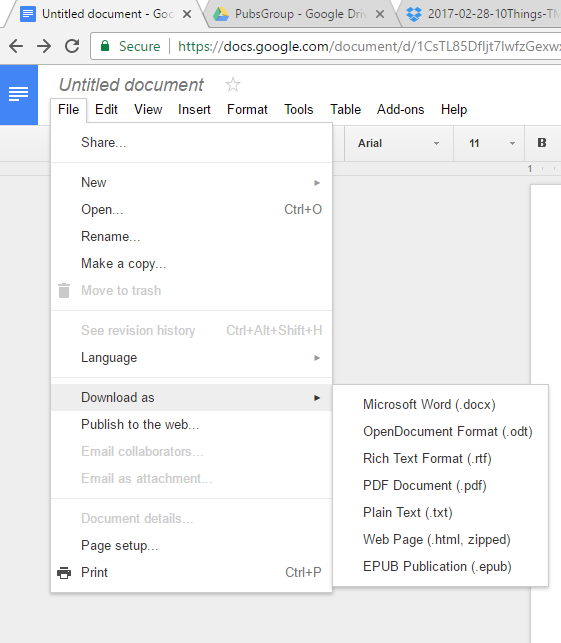 Untitled document - Goo
PubsGroup - Google Driv
2017-02-28-10Things-TM
Secure
https://docs.google.com/document/d/
Untitled document
File Edit View Insert Format Tools Table Add-ons Help
Share...
Arial 11 B
1
New
Open... Ctrl+O
Rename...
Make a copy...
Move to trash
See revision history Ctrl+Alt+Shift+H
Language
Download as
Publish to the web...
Email collaborators...
Email as attachment...
Document details...
Page setup...
Print Ctrl+P
Microsoft Word (.docx)
OpenDocument Format (.odt)
Rich Text Format (.rtf)
PDF Document (.pdf)
Plain Text (.txt)
Web Page (.html, zipped)
EPUB Publication (.epub)